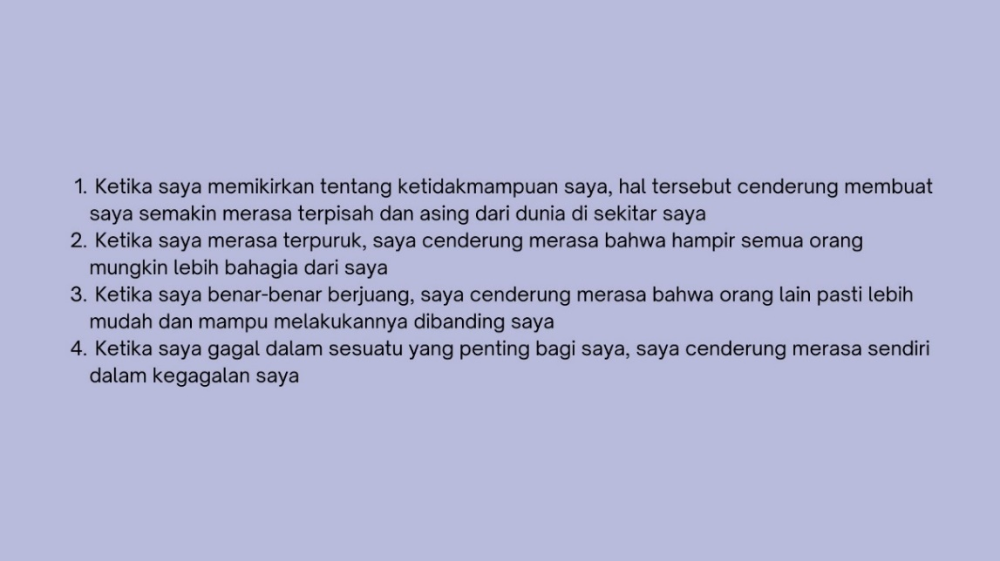 1. Ketika saya memikirkan tentang ketidakmampuan saya, hal tersebut cenderung membuat
saya semakin merasa terpisah dan asing dari dunia di sekitar saya
2. Ketika saya merasa terpuruk, saya cenderung merasa bahwa hampir semua orang
mungkin lebih bahagia dari saya
3. Ketika saya benar-benar berjuang, saya cenderung merasa bahwa orang lain pasti lebih
mudah dan mampu melakukannya dibanding saya
4. Ketika saya gagal dalam sesuatu yang penting bagi saya, saya cenderung merasa sendiri
dalam kegagalan saya